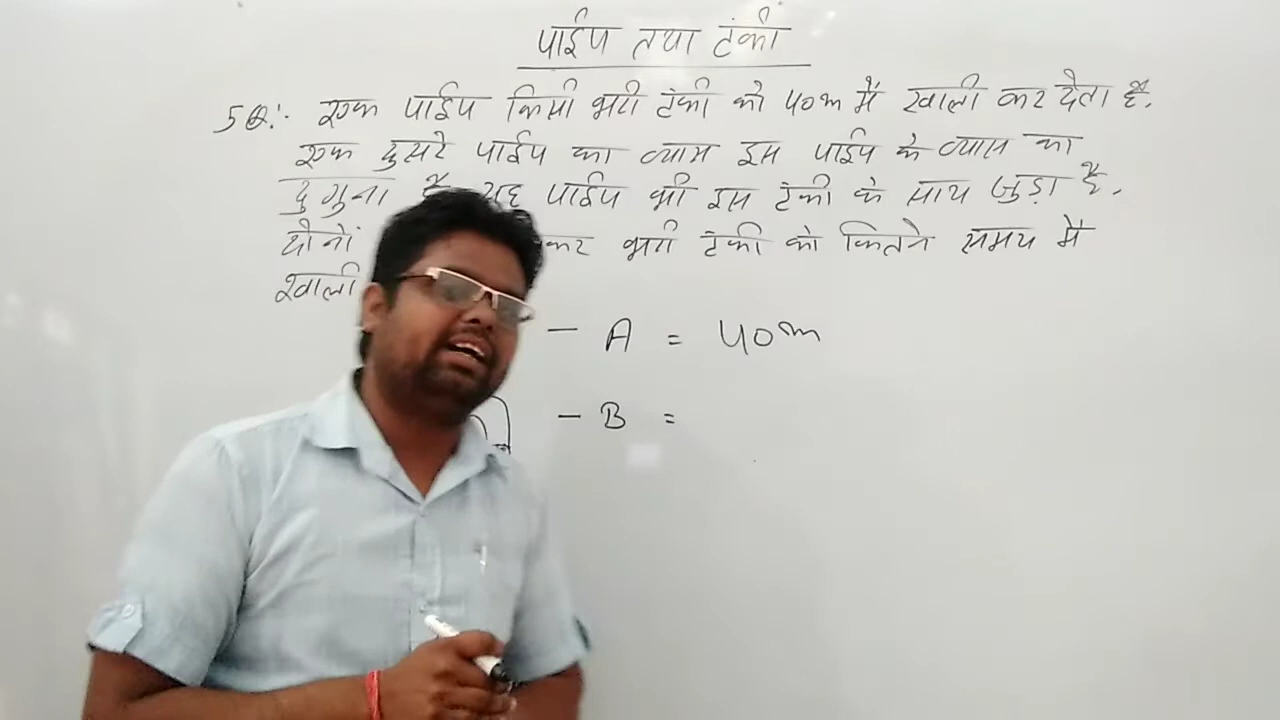 पाईप तथा टंकी
5Q:- एक पाईप किसी भरी टंकी को 40m में खाली कर देता है.
एक दुसरे पाईप का व्यास इस पाईप के व्यास का
दुगुना है यह पाईप भी इस टंकी के साथ जुड़ा है.
दोनों कर भरी टंकी को कितने समय में
खाली
- A = 40m
- B =